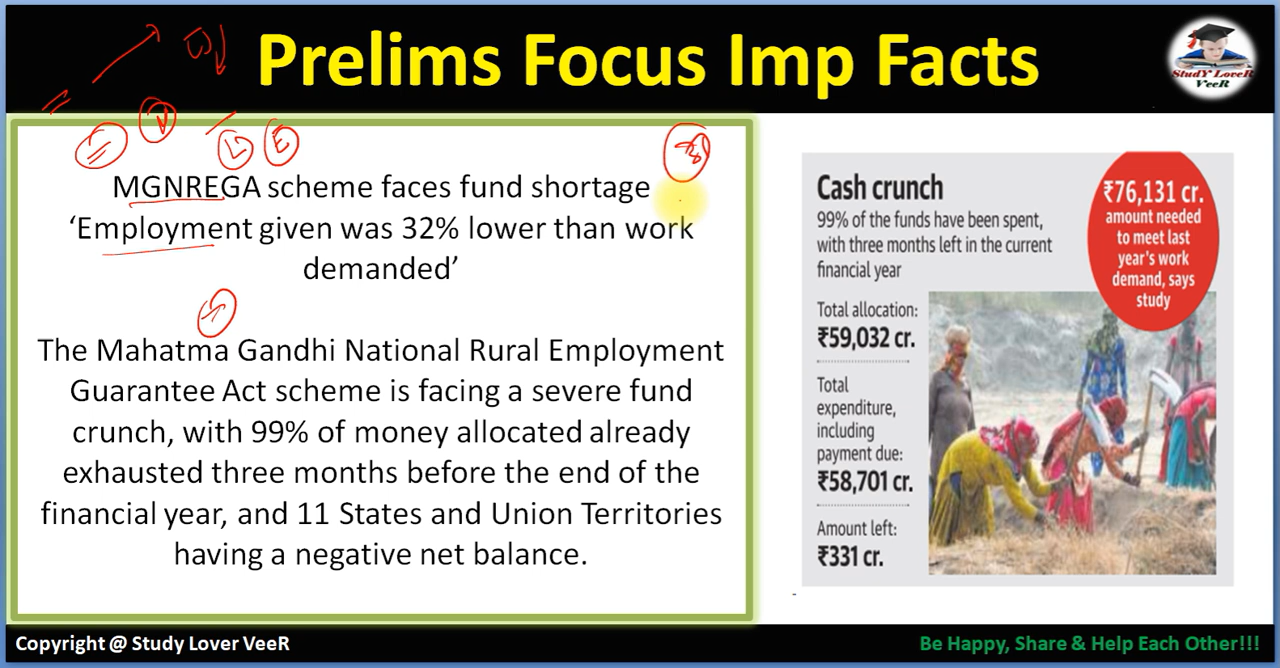 Prelims Focus Imp Facts
StudY LoveR
VeeR
MGNREGA scheme faces fund shortage
‘Employment given was 32% lower than work
demanded’
The Mahatma Gandhi National Rural Employment
Guarantee Act scheme is facing a severe fund
crunch, with 99% of money allocated already
exhausted three months before the end of the
financial year, and 11 States and Union Territories
having a negative net balance.
Cash crunch
99% of the funds have been spent,
with three months left in the current
financial year
₹76,131 cr.
amount needed
to meet last
year's work
demand, says
study
Total allocation:
₹59,032 cr.
Total
expenditure,
including
payment due:
₹58,701 cr.
Amount left:
₹331 cr.
Copyright @ Study Lover VeeR
Be Happy, Share & Help Each Other!!!